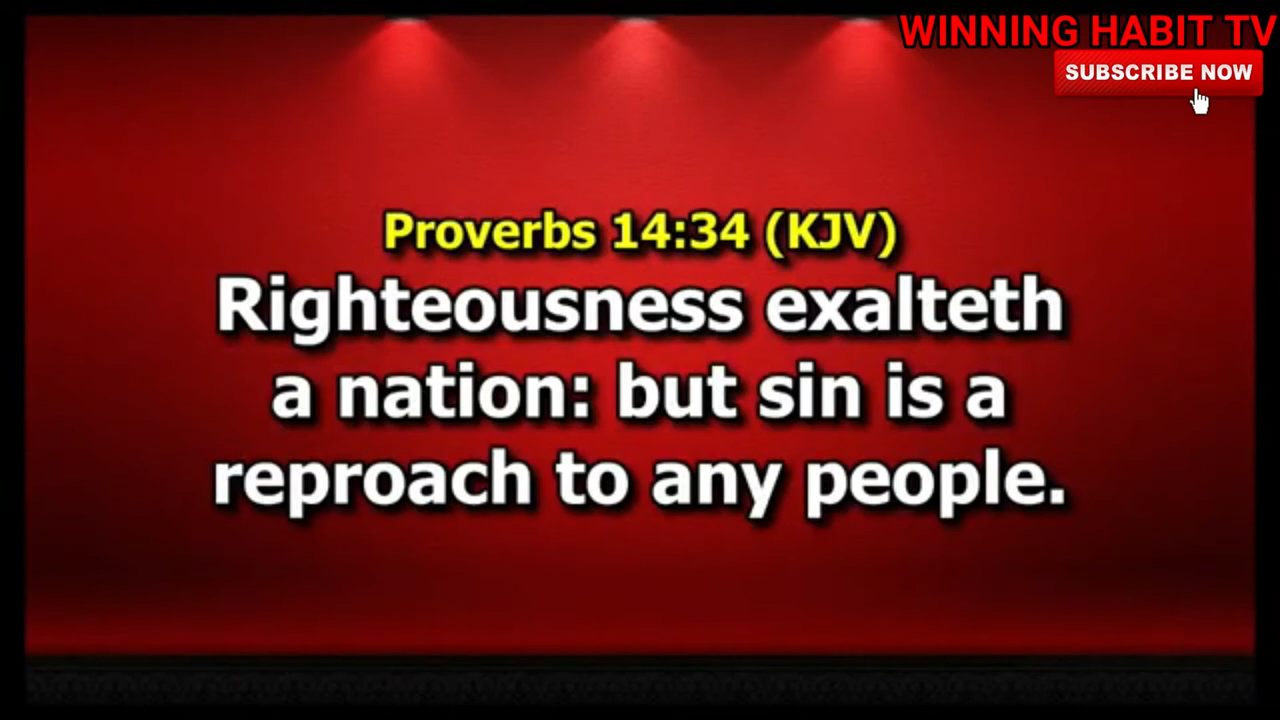 WINNING HABIT TV
SUBSCRIBE NOW
Proverbs 14:34 (KJV)
Righteousness exalteth
a nation: but sin is a
reproach to any people.